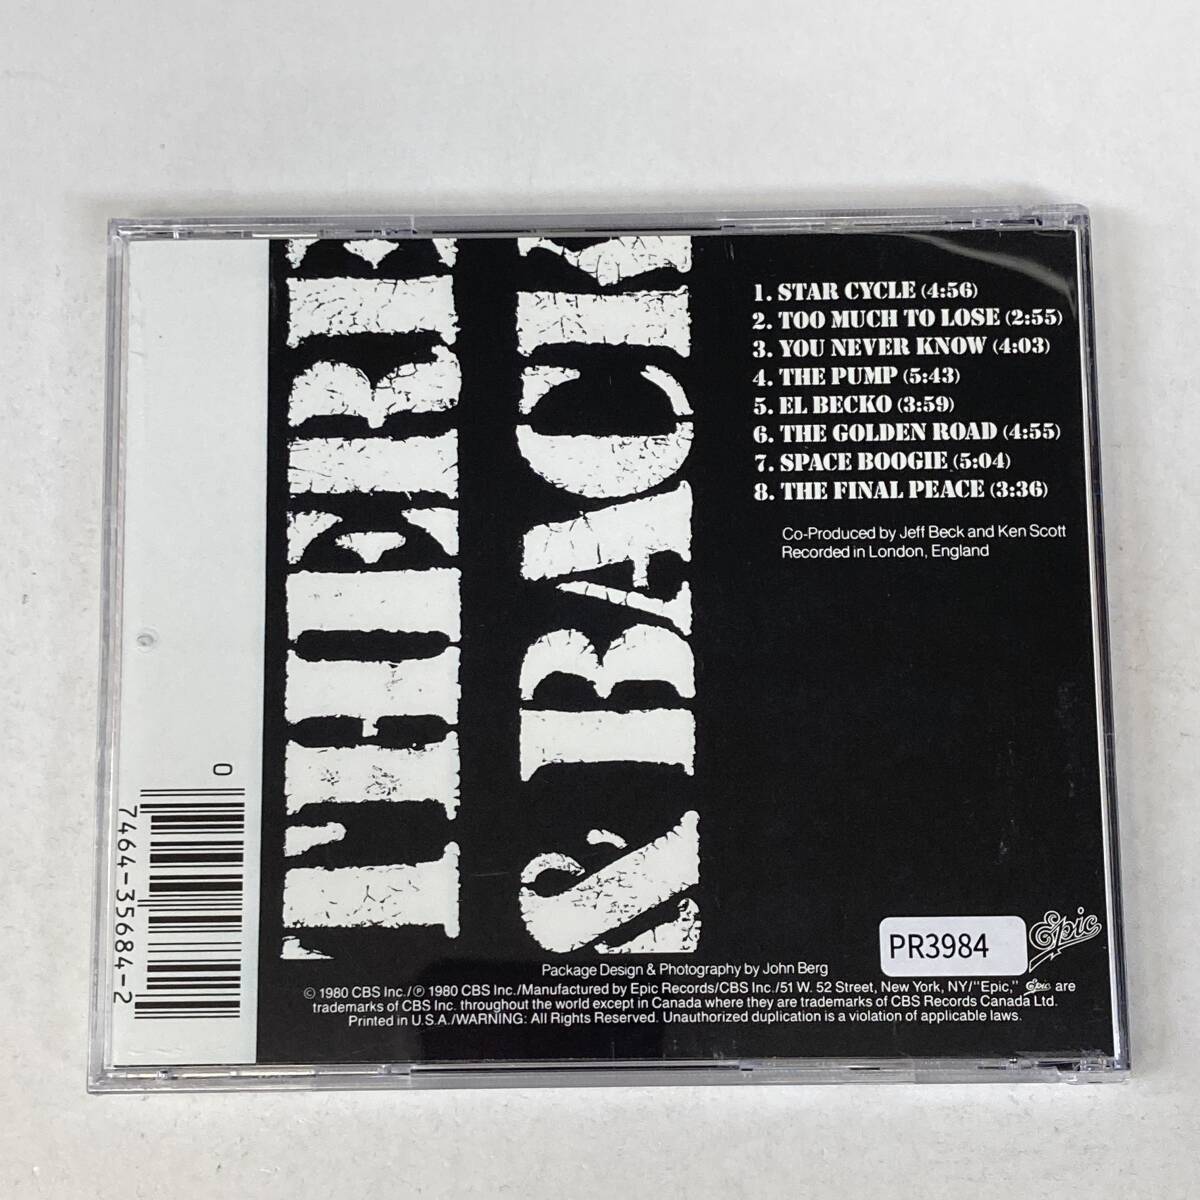 THERE
& BACK
1. STAR CYCLE (4:56)
2. TOO MUCH TO LOSE (2:55)
3. YOU NEVER KNOW (4:03)
4. THE PUMP (5:43)
5. EL BECKO (3:59)
6. THE GOLDEN ROAD (4:55)
7. SPACE BOOGIE (5:04)
8. THE FINAL PEACE (3:36)
Co-Produced by Jeff Beck and Ken Scott
Recorded in London, England
0
7464-35684-2
PR3984
Epic
Package Design & Photography by John Berg
© 1980 CBS Inc./℗ 1980 CBS Inc./Manufactured by Epic Records/CBS Inc./51 W. 52 Street, New York, NY/"Epic," Epic are
trademarks of CBS Inc. throughout the world except in Canada where they are trademarks of CBS Records Canada Ltd.
Printed in U.S.A./WARNING: All Rights Reserved. Unauthorized duplication is a violation of applicable laws.